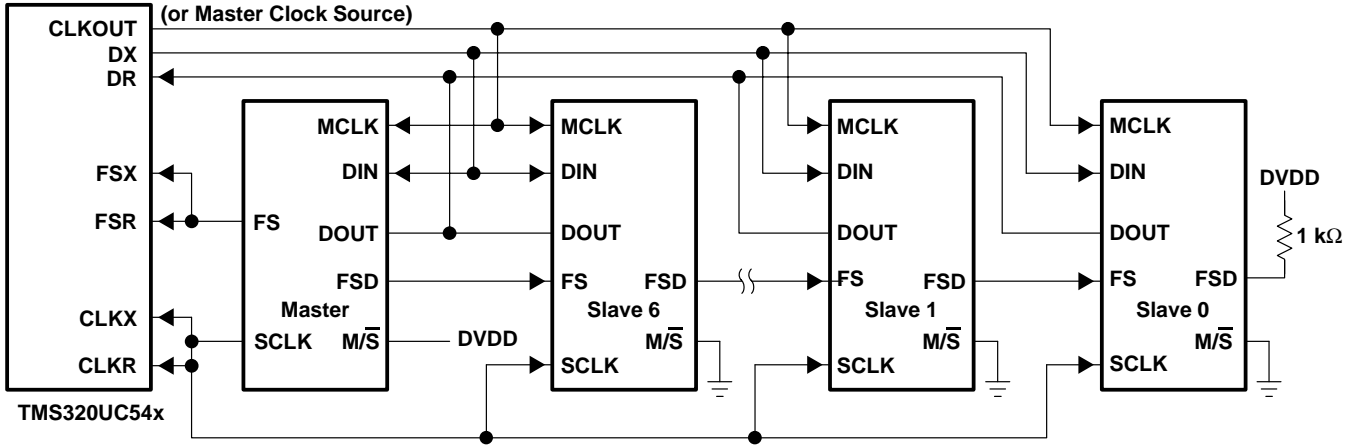 (or Master Clock Source)
CLKOUT
DX
DR
FSX
FSR
CLKX
CLKR
TMS320UC54x
MCLK
DIN
FS
DOUT
FSD
Master
SCLK
M/S̅
DVDD
MCLK
DIN
DOUT
FS
FSD
Slave 6
M/S̅
SCLK
MCLK
DIN
DOUT
FS
FSD
Slave 1
M/S̅
SCLK
MCLK
DIN
DOUT
FS
FSD
Slave 0
M/S̅
SCLK
DVDD
1 kΩ